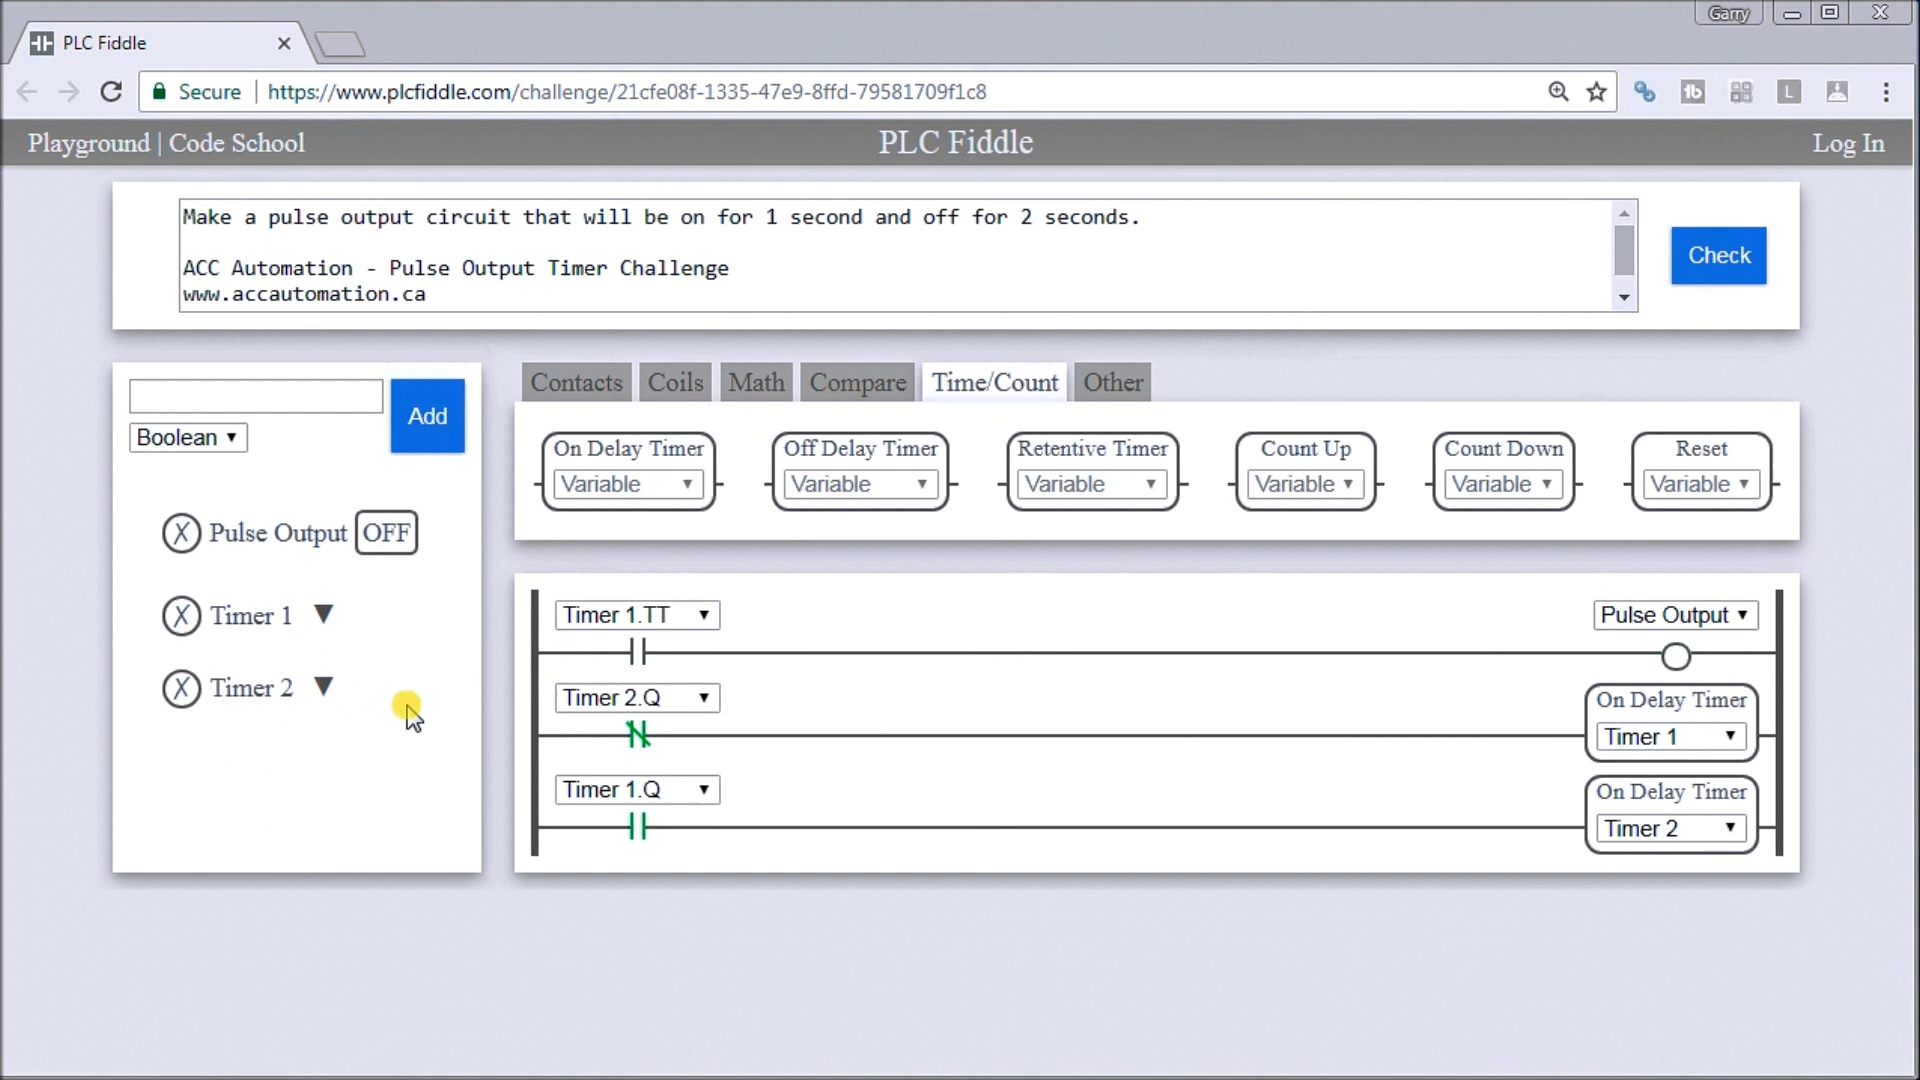 Garry
PLC Fiddle
Secure | https://www.plcfiddle.com/challenge/21cfe08f-1335-47e9-8ffd-79581709f1c8
Playground | Code School
PLC Fiddle
Log In
Make a pulse output circuit that will be on for 1 second and off for 2 seconds.
ACC Automation - Pulse Output Timer Challenge
www.accautomation.ca
Check
Add
Boolean
Pulse Output OFF
Timer 1
Timer 2
Contacts Coils Math Compare Time/Count Other
On Delay Timer Off Delay Timer Retentive Timer Count Up Count Down Reset
Variable Variable Variable Variable Variable Variable
Timer 1.TT Pulse Output
Timer 2.Q On Delay Timer
Timer 1
Timer 1.Q On Delay Timer
Timer 2